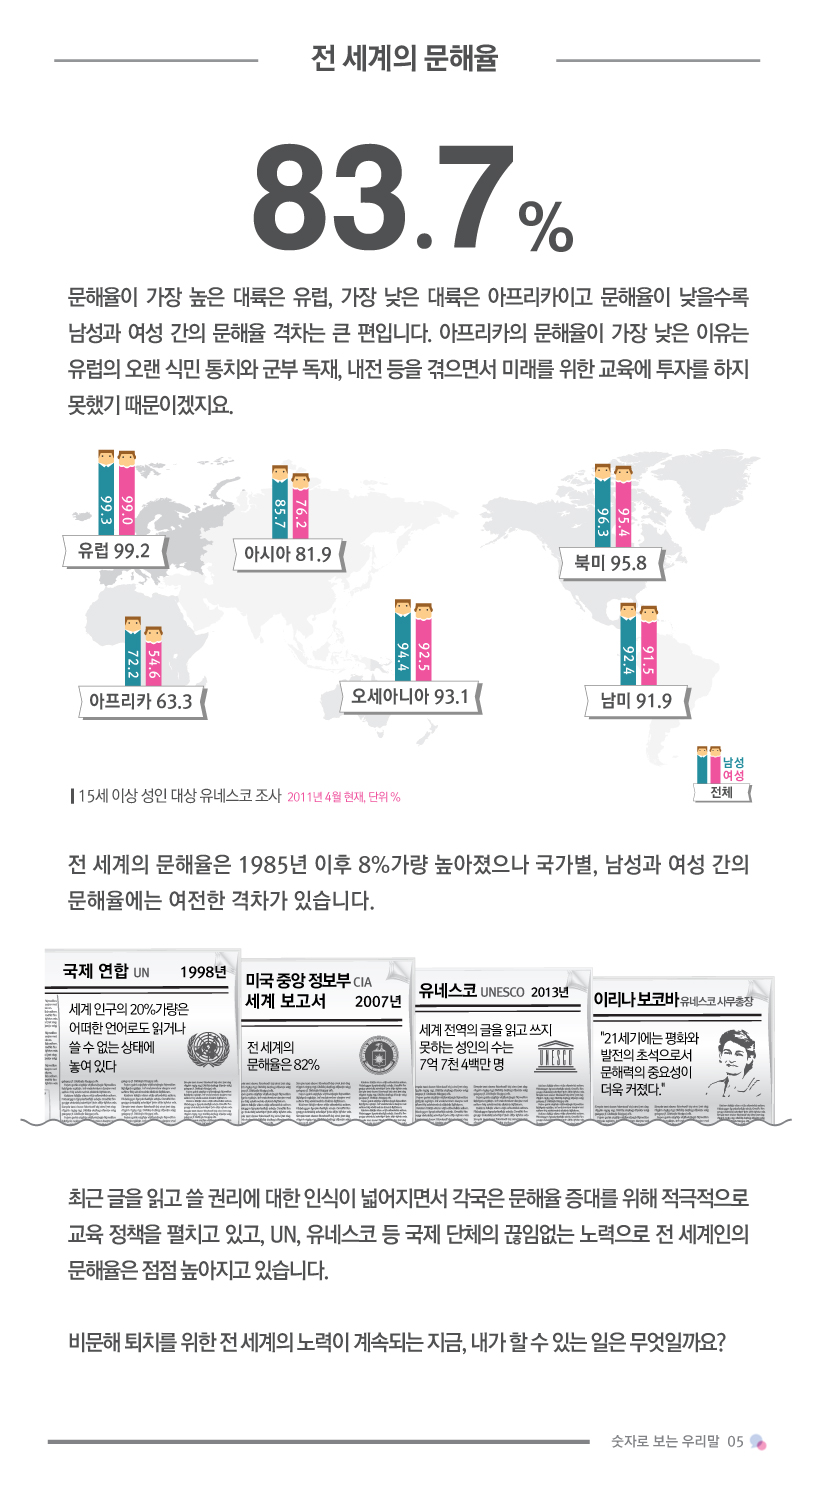 전 세계의 문해율
83.7%
문해율이 가장 높은 대륙은 유럽, 가장 낮은 대륙은 아프리카이고 문해율이 낮을수록
남성과 여성 간의 문해율 격차는 큰 편입니다. 아프리카의 문해율이 가장 낮은 이유는
유럽의 오랜 식민 통치와 군부 독재, 내전 등을 겪으면서 미래를 위한 교육에 투자를 하지
못했기 때문이겠지요.
99.3
99.0
유럽 99.2
85.7
76.2
아시아 81.9
96.3
95.4
북미 95.8
72.2
54.6
아프리카 63.3
94.4
92.5
오세아니아 93.1
92.4
91.5
남미 91.9
남성
여성
전체
15세 이상 성인 대상 유네스코 조사 2011년 4월 현재, 단위 %
전 세계의 문해율은 1985년 이후 8%가량 높아졌으나 국가별, 남성과 여성 간의
문해율에는 여전한 격차가 있습니다.
국제 연합 UN 1998년
세계 인구의 20%가량은
어떠한 언어로도 읽거나
쓸 수 없는 상태에
놓여 있다
미국 중앙 정보부 CIA
세계 보고서 2007년
전 세계의
문해율은 82%
유네스코 UNESCO 2013년
세계 전역의 글을 읽고 쓰지
못하는 성인의 수는
7억 7천 4백만 명
이리나 보코바 유네스코 사무총장
"21세기에는 평화와
발전의 초석으로서
문해력의 중요성이
더욱 커졌다."
최근 글을 읽고 쓸 권리에 대한 인식이 넓어지면서 각국은 문해율 증대를 위해 적극적으로
교육 정책을 펼치고 있고, UN, 유네스코 등 국제 단체의 끊임없는 노력으로 전 세계인의
문해율은 점점 높아지고 있습니다.
비문해 퇴치를 위한 전 세계의 노력이 계속되는 지금, 내가 할 수 있는 일은 무엇일까요?
숫자로 보는 우리말 05